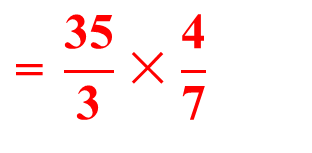 = 35/3 × 4/7